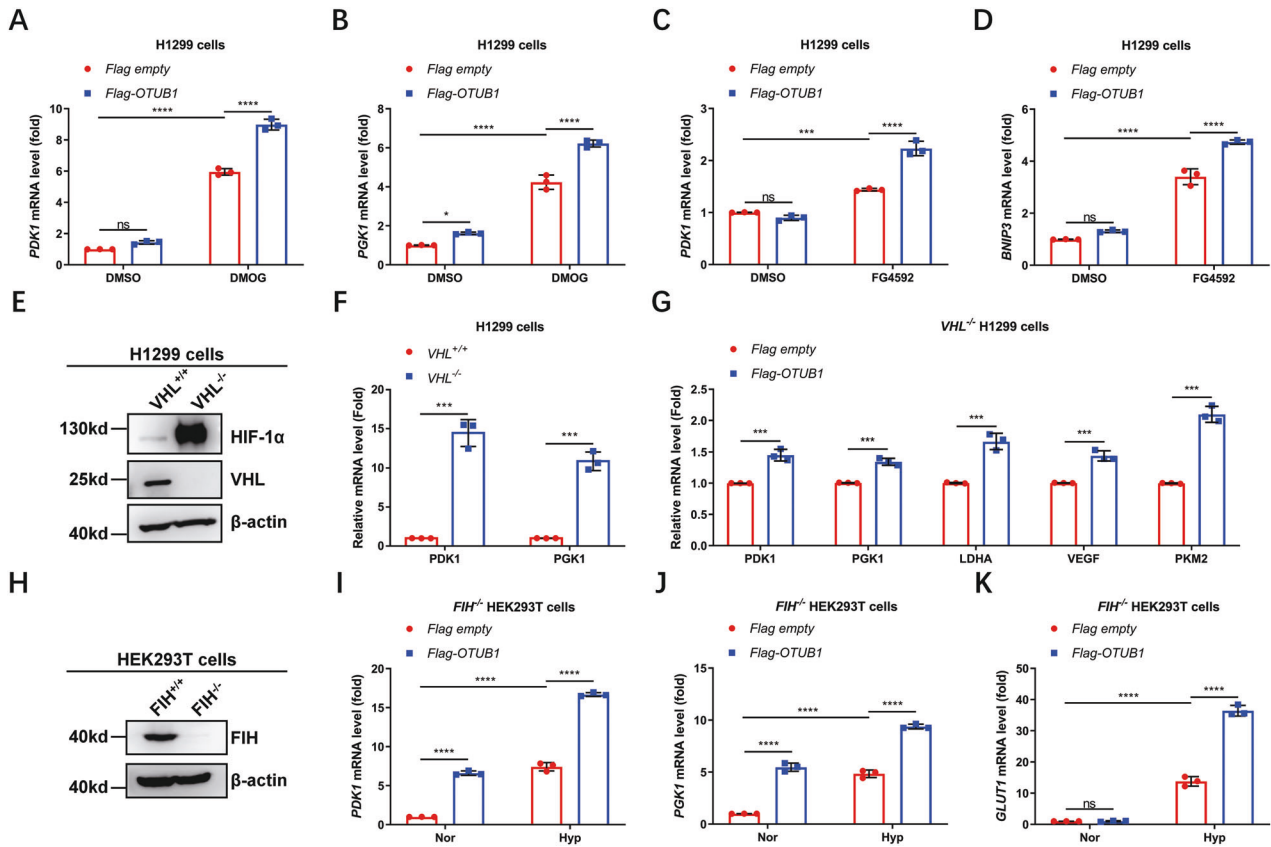 A
H1299 cells
Flag empty
Flag-OTUB1
PDK1 mRNA level (fold)
10
8
6
4
2
0
****
****
ns
DMSO
DMOG
B
H1299 cells
Flag empty
Flag-OTUB1
PGK1 mRNA level (fold)
8
6
4
2
0
****
****
*
DMSO
DMOG
C
H1299 cells
Flag empty
Flag-OTUB1
PDK1 mRNA level (fold)
3
2
1
0
***
****
ns
DMSO
FG4592
D
H1299 cells
Flag empty
Flag-OTUB1
BNIP3 mRNA level (fold)
6
4
2
0
****
****
ns
DMSO
FG4592
E
H1299 cells
VHL+/+
VHL-/-
130kd
HIF-1α
25kd
VHL
40kd
β-actin
F
H1299 cells
VHL+/+
VHL-/-
Relative mRNA level (Fold)
20
15
10
5
0
***
***
PDK1
PGK1
G
VHL-/- H1299 cells
Flag empty
Flag-OTUB1
Relative mRNA level (Fold)
2.5
2.0
1.5
1.0
0.5
0.0
***
***
***
***
***
PDK1
PGK1
LDHA
VEGF
PKM2
H
HEK293T cells
FIH+/+
FIH-/-
40kd
FIH
40kd
β-actin
I
FIH-/- HEK293T cells
Flag empty
Flag-OTUB1
PDK1 mRNA level (fold)
20
15
10
5
0
****
****
****
Nor
Hyp
J
FIH-/- HEK293T cells
Flag empty
Flag-OTUB1
PGK1 mRNA level (fold)
15
10
5
0
****
****
****
Nor
Hyp
K
FIH-/- HEK293T cells
Flag empty
Flag-OTUB1
GLUT1 mRNA level (fold)
50
40
30
20
10
0
****
****
ns
Nor
Hyp